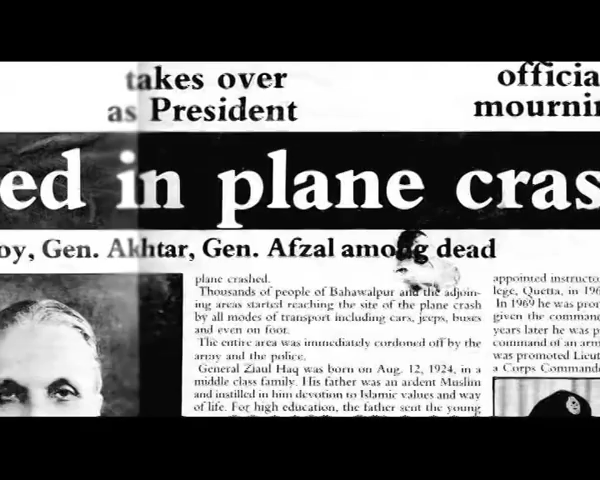 takes over
as President
officia
mournin
ed in plane cras
oy, Gen. Akhtar, Gen. Afzal among dead
plane crashed.
Thousands of people of Bahawalpur and the adjoin-
ing areas started reaching the site of the plane crash
by all modes of transport including cars, jeeps, buses
and even on foot.
The entire area was immediately cordoned off by the
army and the police.
General Ziaul Haq was born on Aug. 12, 1924, in a
middle class family. His father was an ardent Muslim
and instilled in him devotion to Islamic values and way
of life. For high education, the father sent the young
appointed instructo
lege, Quetta, in 196
In 1969 he was pron
given the command
years later he was p
command of an arm
was promoted Lieut
a Corps Commande